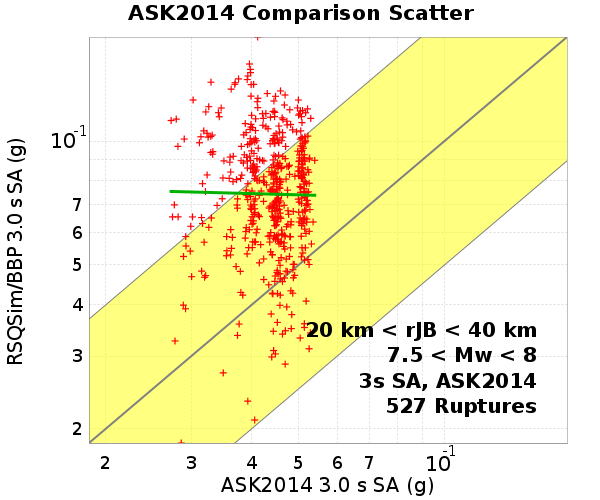 ASK2014 Comparison Scatter
RSQSim/BBP 3.0 s SA (g)
10⁻¹
7
6
5
4
3
2
20 km < rJB < 40 km
7.5 < Mw < 8
3s SA, ASK2014
527 Ruptures
2 3 4 5 6 7 10⁻¹
ASK2014 3.0 s SA (g)